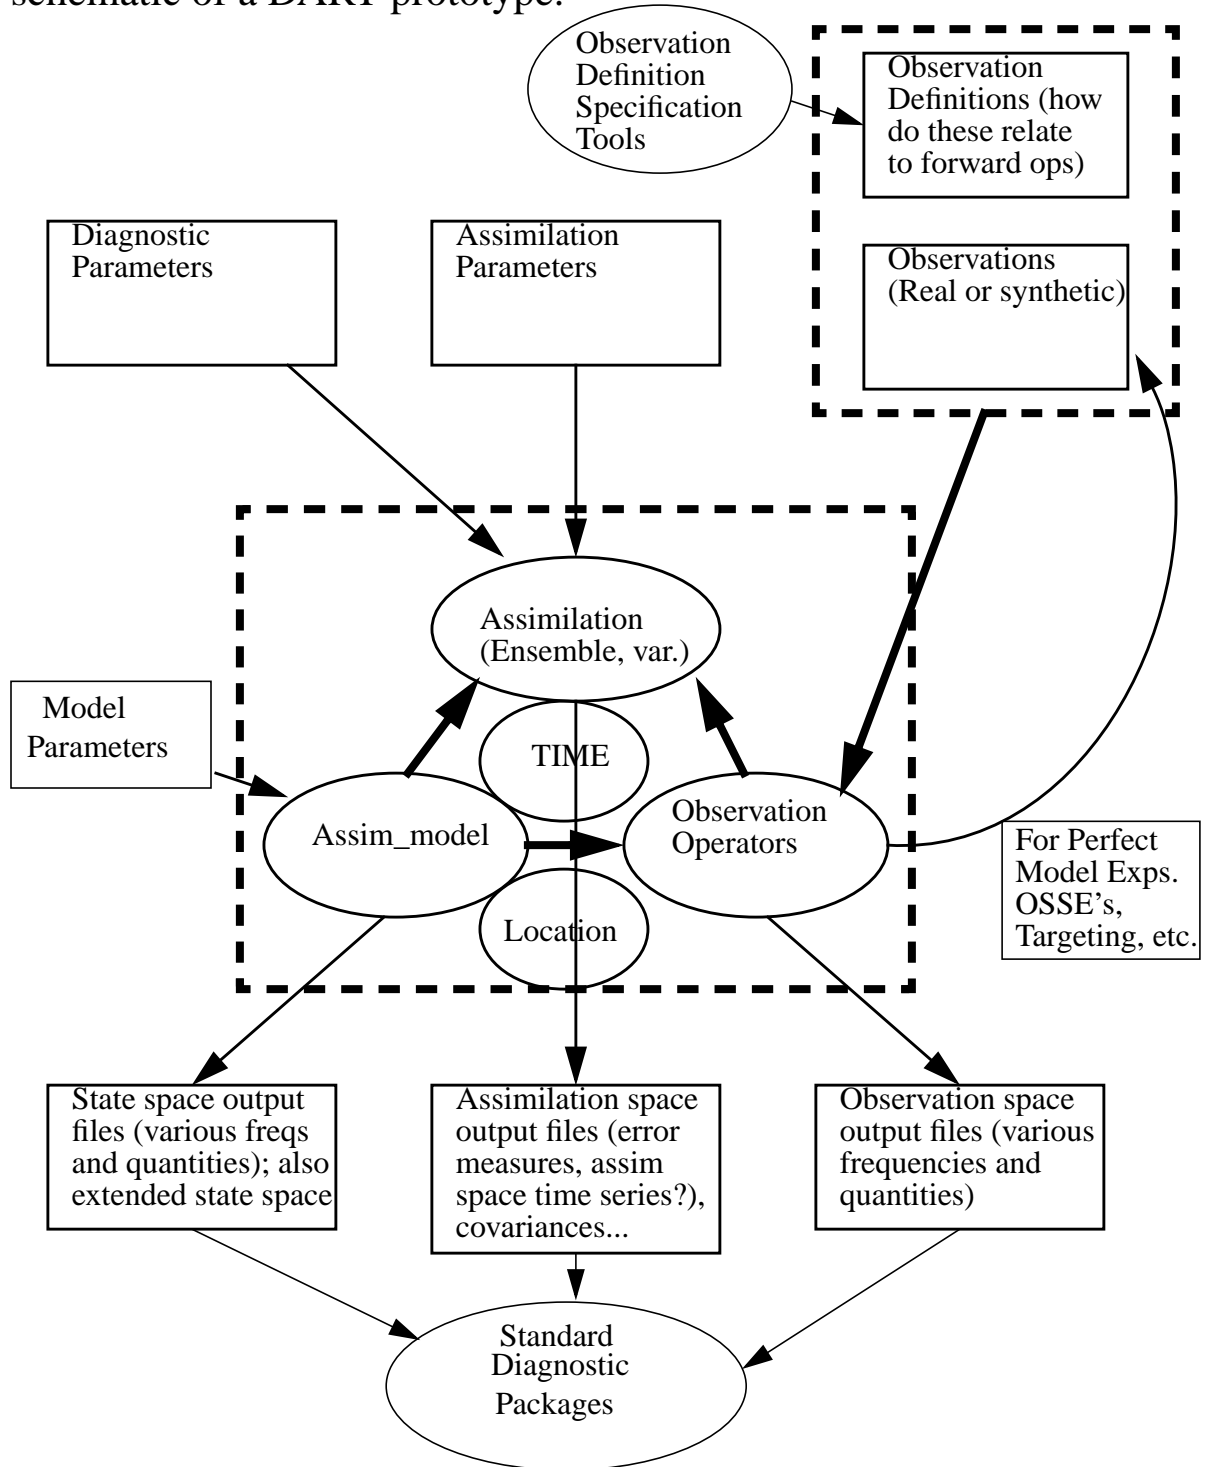 schematic of a DART prototype.
Observation
Definition
Specification
Tools
Observation
Definitions (how
do these relate
to forward ops)
Diagnostic
Parameters
Assimilation
Parameters
Observations
(Real or synthetic)
Assimilation
(Ensemble, var.)
Model
Parameters
TIME
Assim_model
Observation
Operators
For Perfect
Model Exps.
OSSE's,
Targeting, etc.
Location
State space output
files (various freqs
and quantities); also
extended state space
Assimilation space
output files (error
measures, assim
space time series?),
covariances...
Observation space
output files (various
frequencies and
quantities)
Standard
Diagnostic
Packages